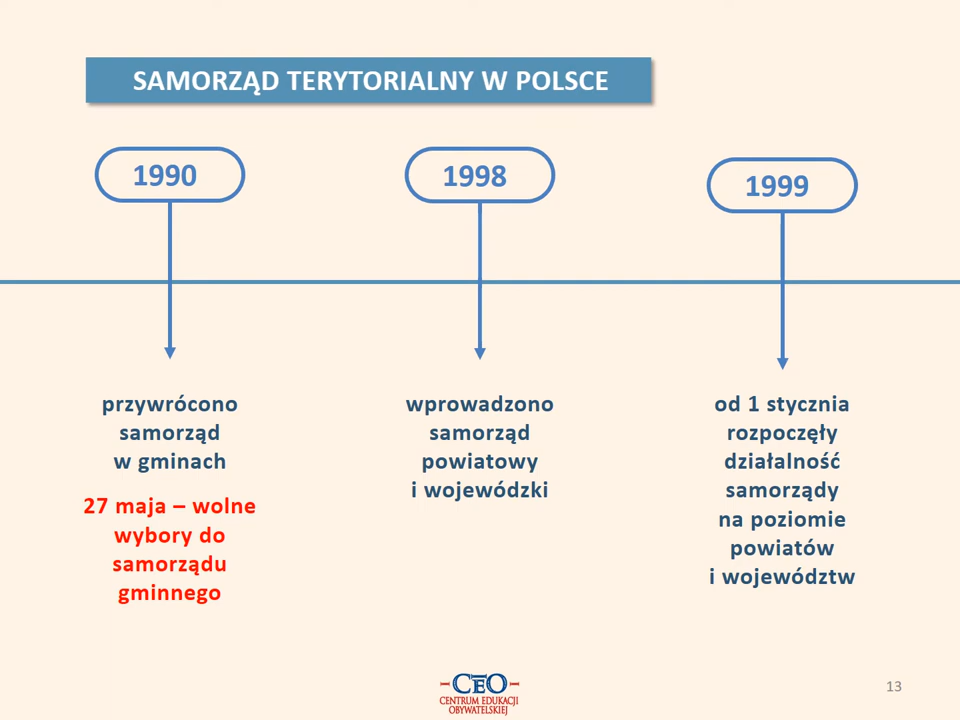 SAMORZĄD TERYTORIALNY W POLSCE
1990
przywrócono
samorząd
w gminach
27 maja – wolne
wybory do
samorządu
gminnego
1998
wprowadzono
samorząd
powiatowy
i wojewódzki
1999
od 1 stycznia
rozpoczęły
działalność
samorządy
na poziomie
powiatów
i województw
CEO
CENTRUM EDUKACJI
OBYWATELSKIEJ
13